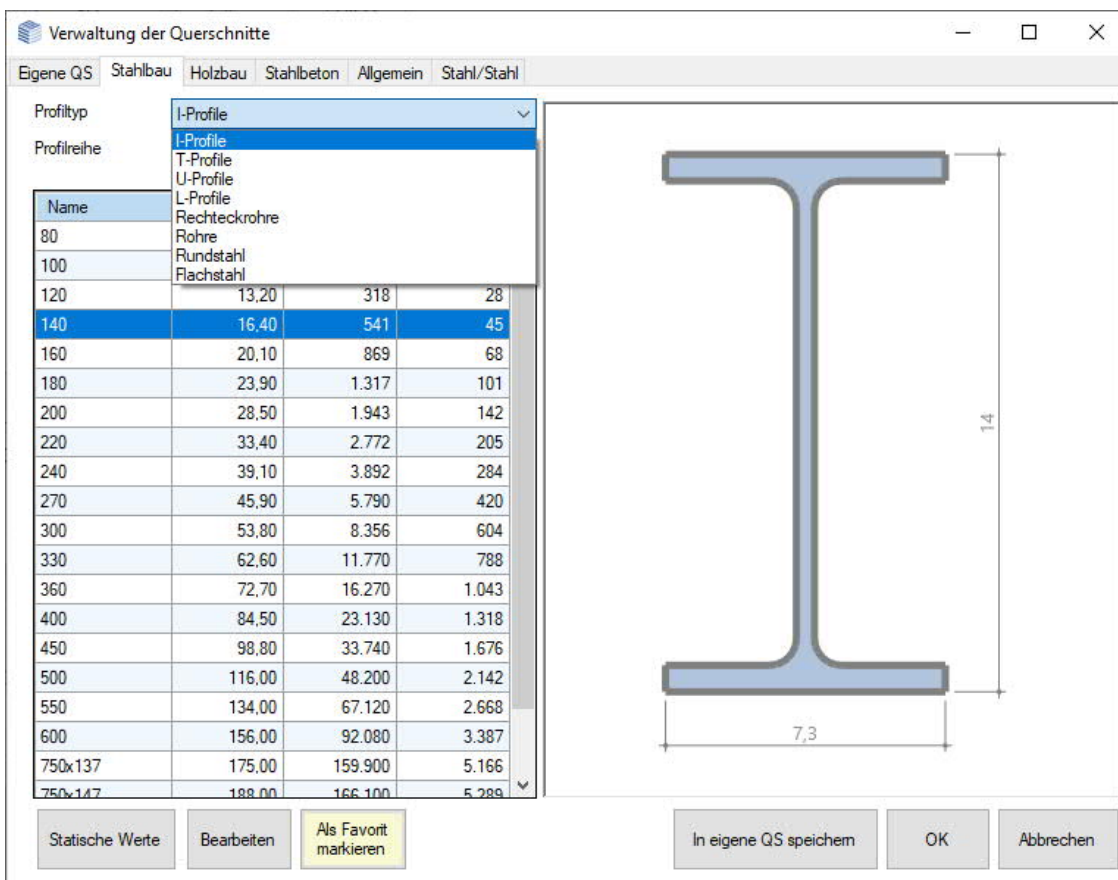 Verwaltung der Querschnitte
Eigene QS Stahlbau Holzbau Stahlbeton Allgemein Stahl/Stahl
Profiltyp I-Profile
Profilreihe
I-Profile
T-Profile
U-Profile
L-Profile
Rechteckrohre
Rohre
Rundstahl
Flachstahl
Name
80
100
120 13,20 318 28
140 16,40 541 45
160 20,10 869 68
180 23,90 1.317 101
200 28,50 1.943 142
220 33,40 2.772 205
240 39,10 3.892 284
270 45,90 5.790 420
300 53,80 8.356 604
330 62,60 11.770 788
360 72,70 16.270 1.043
400 84,50 23.130 1.318
450 98,80 33.740 1.676
500 116,00 48.200 2.142
550 134,00 67.120 2.668
600 156,00 92.080 3.387
750x137 175,00 159.900 5.166
750x147 188,00 166.100 5.289
14
7,3
Statische Werte
Bearbeiten
Als Favorit
markieren
In eigene QS speichern
OK
Abbrechen